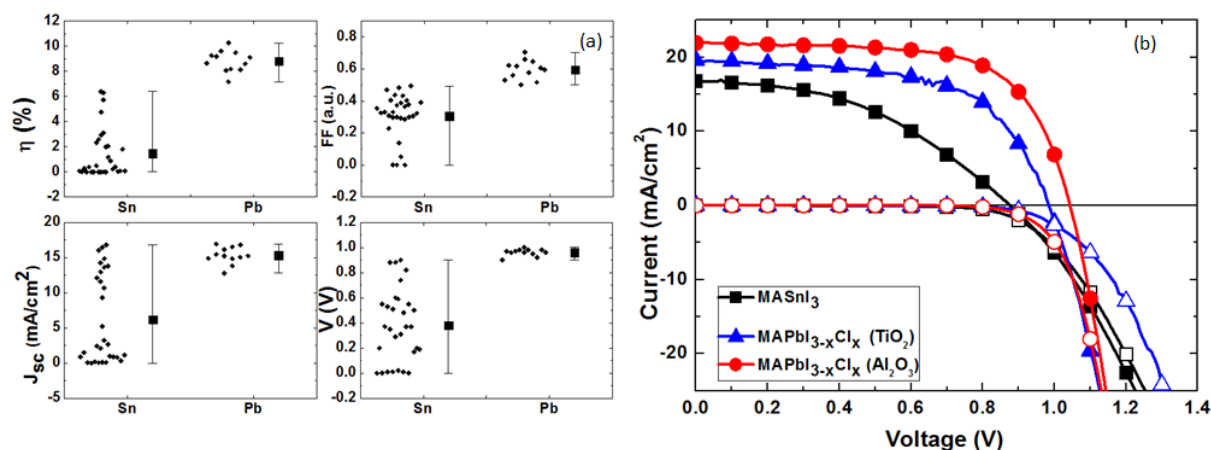 (a)
12
10
8
6
4
2
0
-2
η (%)
Sn Pb
0.8
0.6
0.4
0.2
0.0
-0.2
FF (a.u.)
Sn Pb
20
15
10
5
0
-5
Jsc (mA/cm2)
Sn Pb
1.2
1.0
0.8
0.6
0.4
0.2
0.0
-0.2
V (V)
Sn Pb
(b)
20
10
0
-10
-20
Current (mA/cm²)
MASnI₃
MAPbI₃₋ₓClₓ (TiO₂)
MAPbI₃₋ₓClₓ (Al₂O₃)
0.0 0.2 0.4 0.6 0.8 1.0 1.2 1.4
Voltage (V)